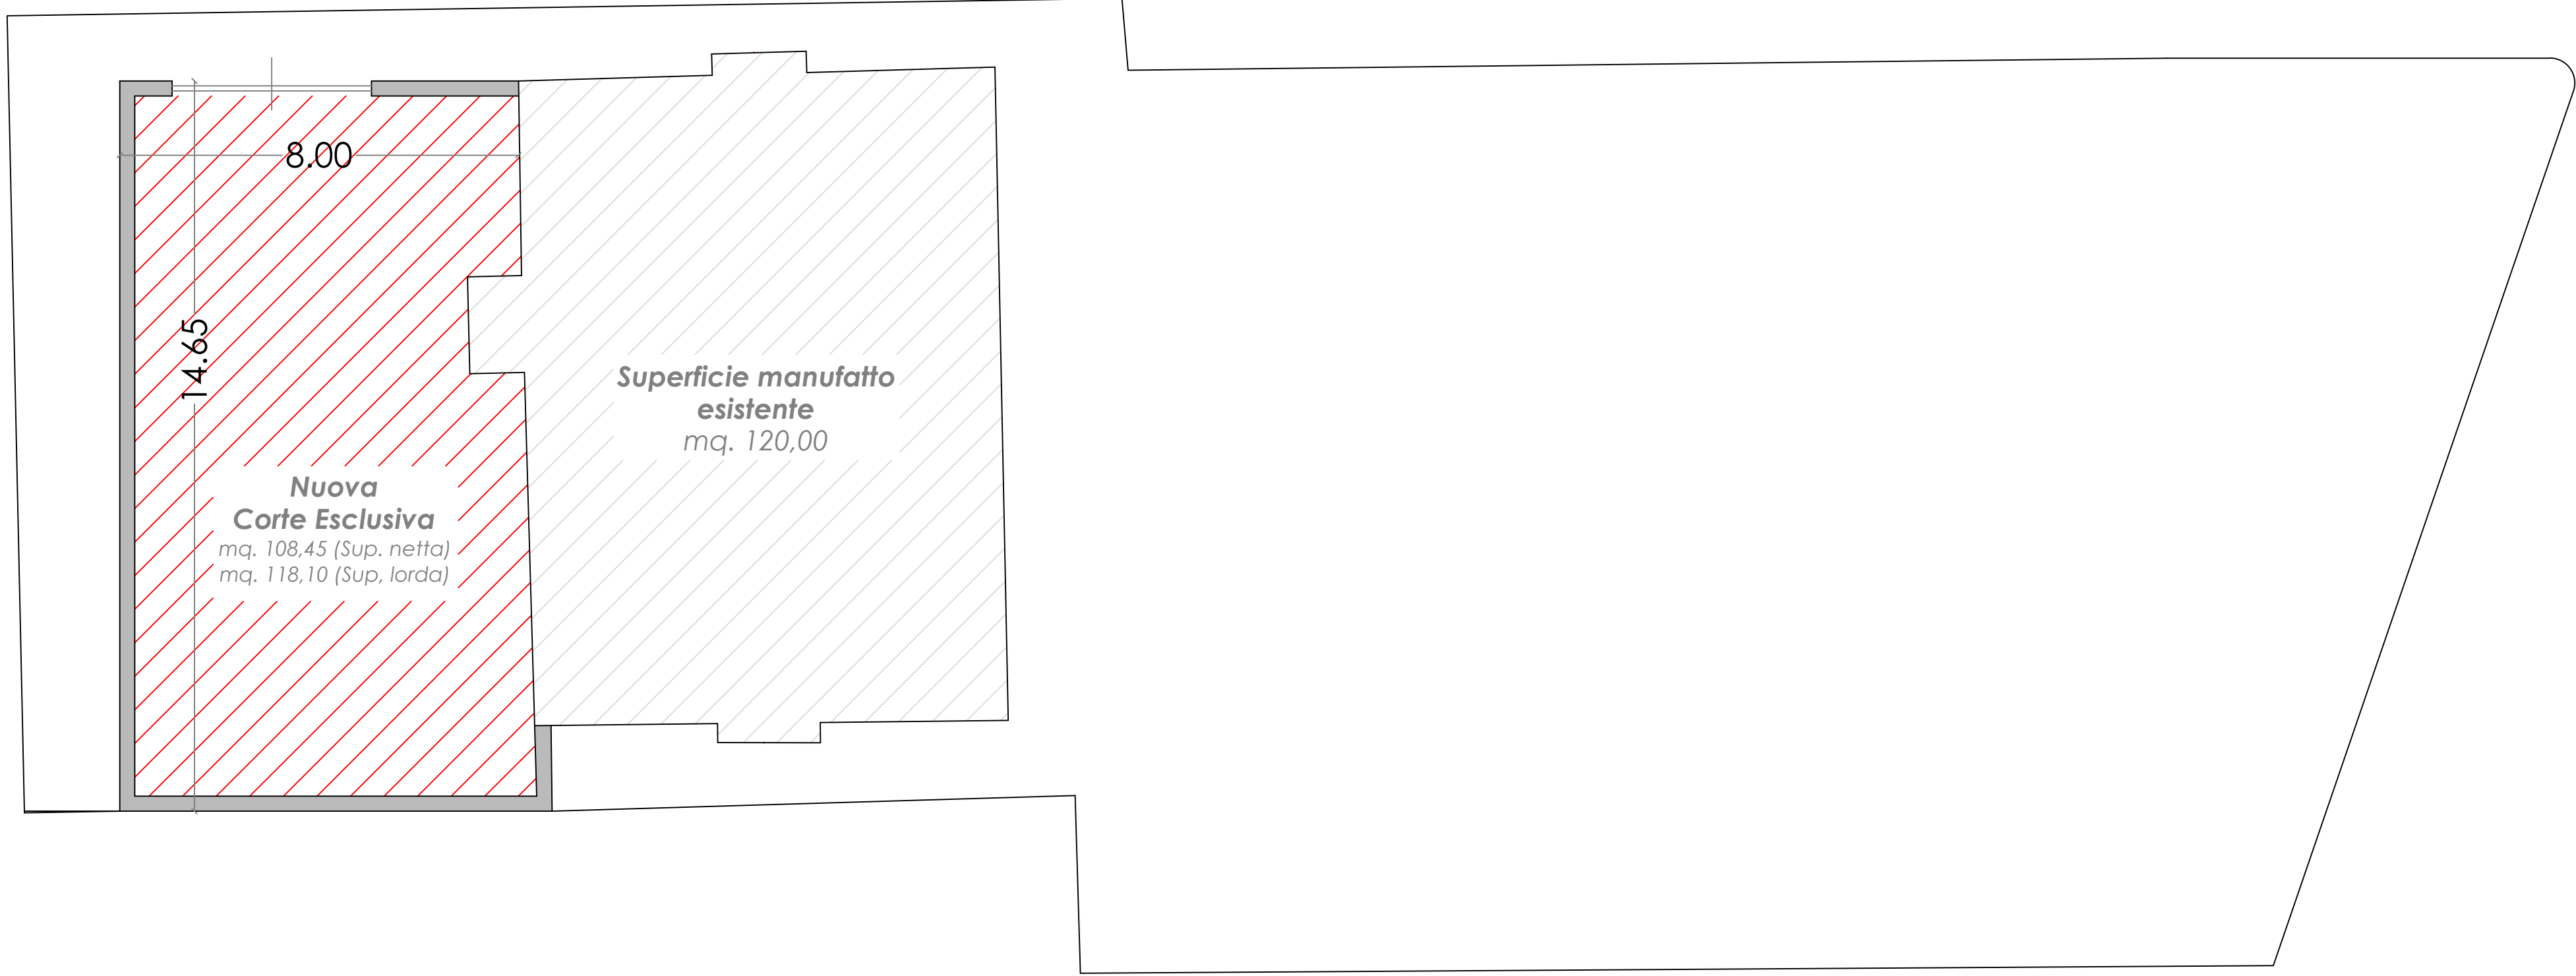 8.00
14.65
Superficie manufatto
esistente
mq. 120,00
Nuova
Corte Esclusiva
mq. 108,45 (Sup. netta)
mq. 118,10 (Sup, lorda)